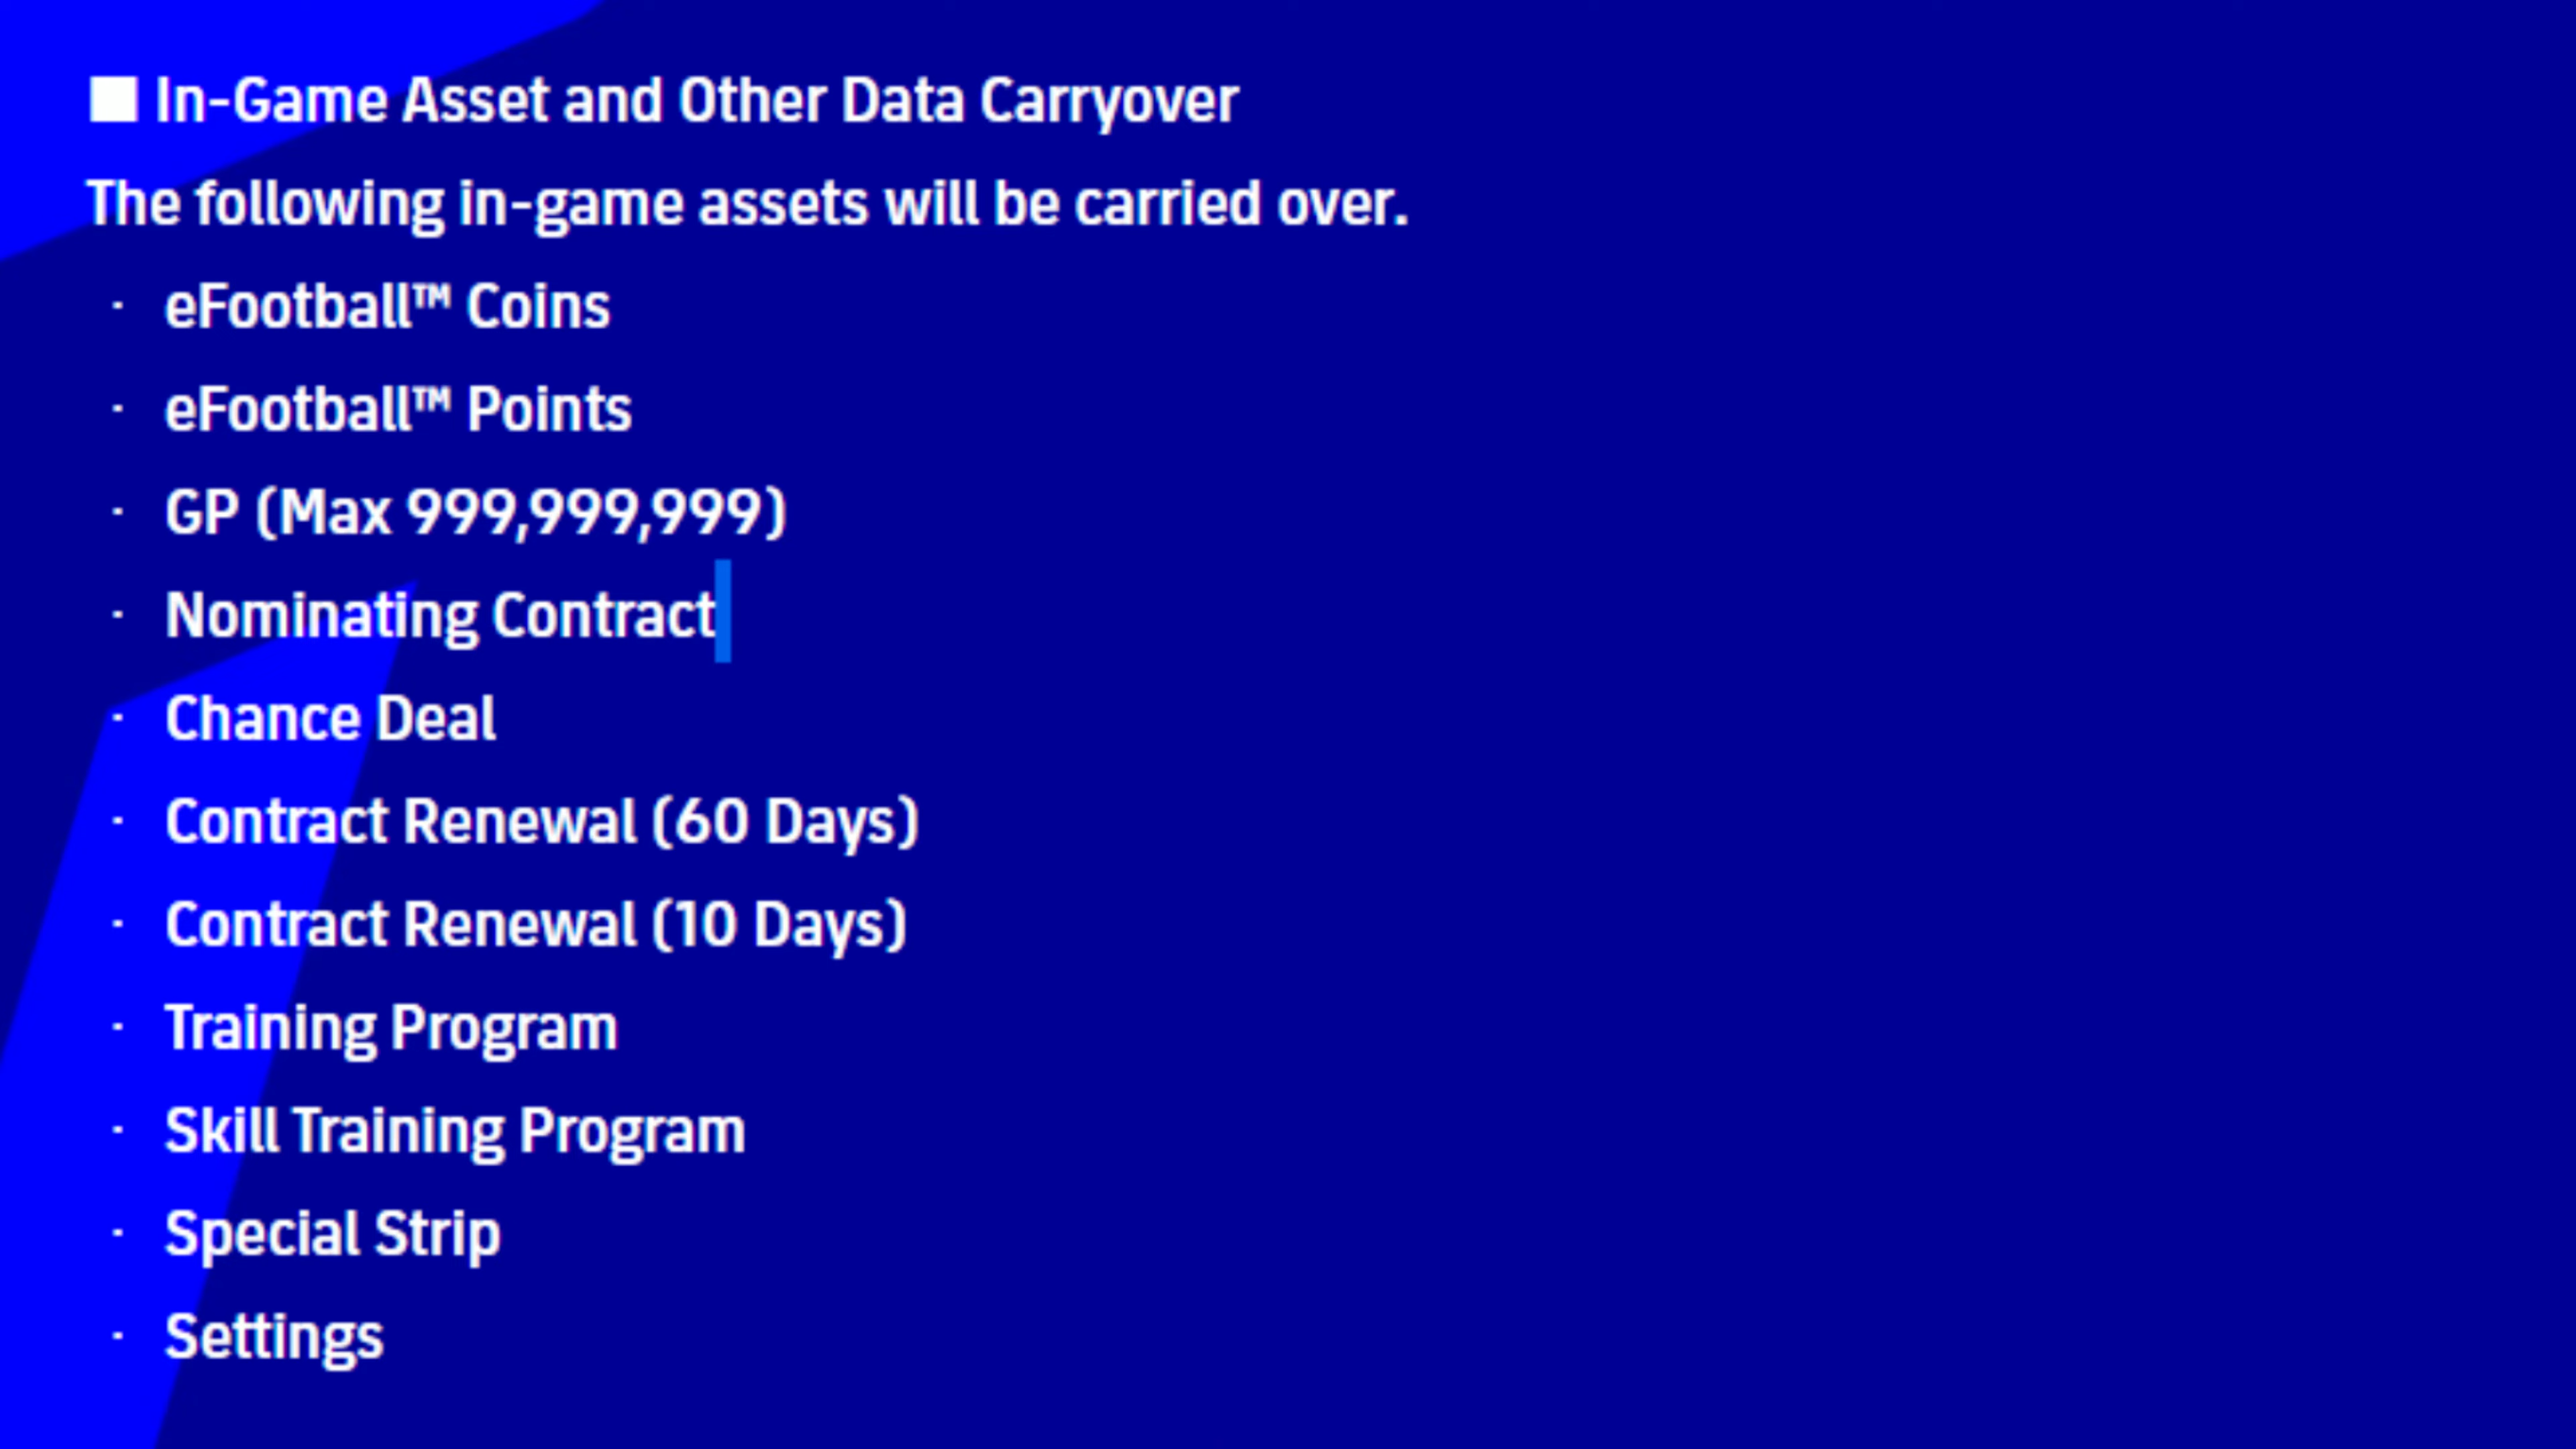 ■ In-Game Asset and Other Data Carryover
The following in-game assets will be carried over.
· eFootball™ Coins
· eFootball™ Points
· GP (Max 999,999,999)
· Nominating Contract
· Chance Deal
· Contract Renewal (60 Days)
· Contract Renewal (10 Days)
· Training Program
· Skill Training Program
· Special Strip
· Settings